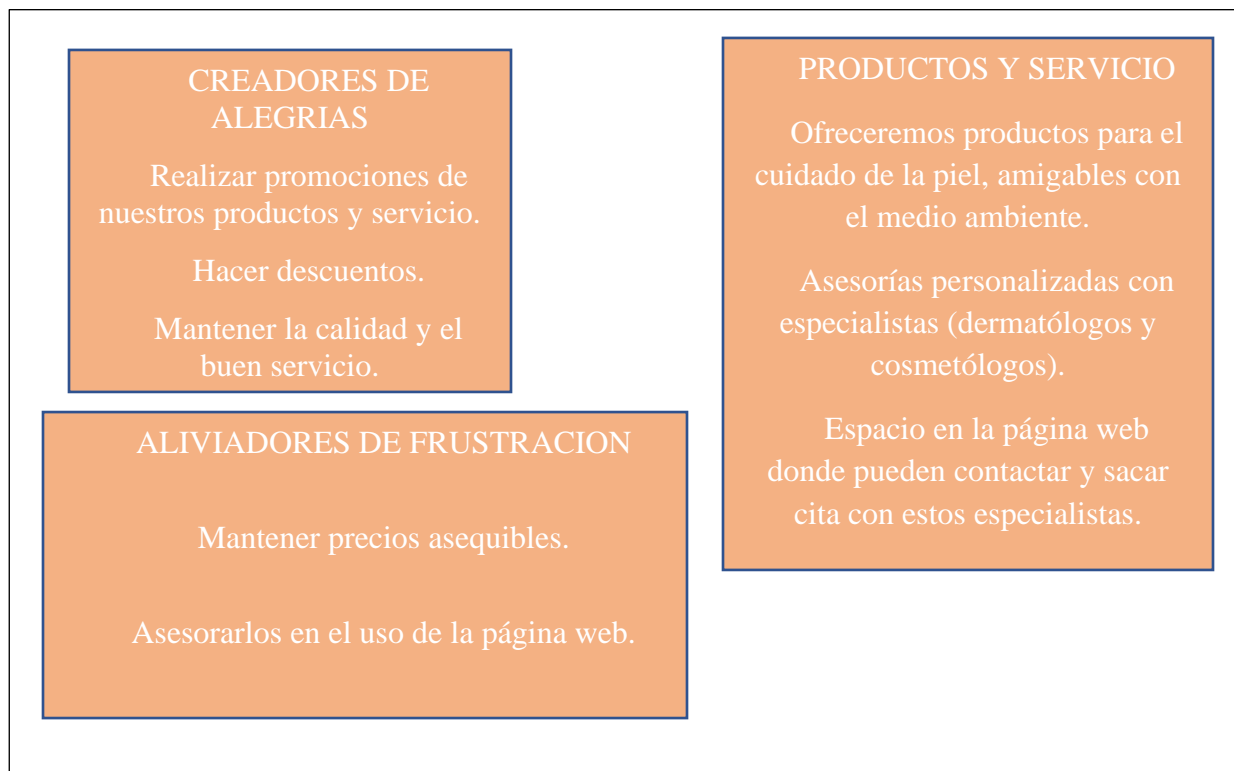 CREADORES DE
ALEGRIAS
Realizar promociones de
nuestros productos y servicio.
Hacer descuentos.
Mantener la calidad y el
buen servicio.
ALIVIADORES DE FRUSTRACION
Mantener precios asequibles.
Asesorarlos en el uso de la página web.
PRODUCTOS Y SERVICIO
Ofreceremos productos para el
cuidado de la piel, amigables con
el medio ambiente.
Asesorías personalizadas con
especialistas (dermatólogos y
cosmetólogos).
Espacio en la página web
donde pueden contactar y sacar
cita con estos especialistas.